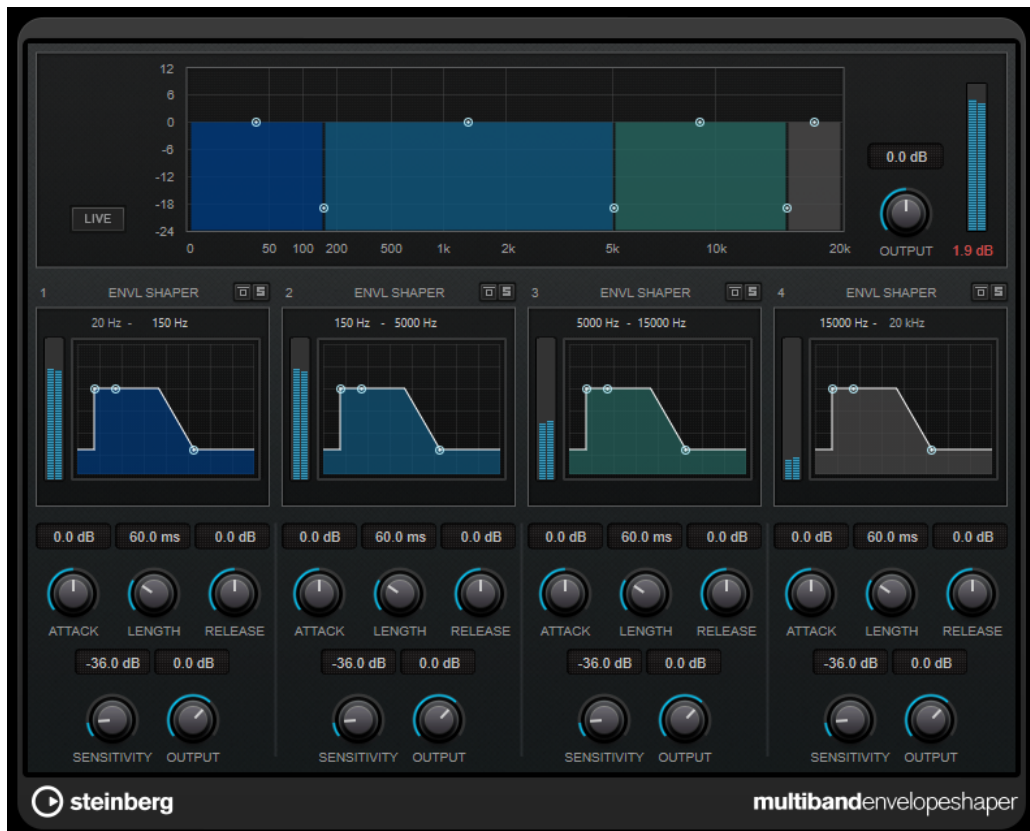 12
6
0
-6
-12
-18
-24
LIVE
0 50 100 200 500 1k 2k 5k 10k 20k
0.0 dB
OUTPUT 1.9 dB
1 ENVL SHAPER S 2 ENVL SHAPER S 3 ENVL SHAPER S 4 ENVL SHAPER S
20 Hz - 150 Hz 150 Hz - 5000 Hz 5000 Hz - 15000 Hz 15000 Hz - 20 kHz
0.0 dB 60.0 ms 0.0 dB 0.0 dB 60.0 ms 0.0 dB 0.0 dB 60.0 ms 0.0 dB 0.0 dB 60.0 ms 0.0 dB
ATTACK LENGTH RELEASE ATTACK LENGTH RELEASE ATTACK LENGTH RELEASE ATTACK LENGTH RELEASE
-36.0 dB 0.0 dB -36.0 dB 0.0 dB -36.0 dB 0.0 dB -36.0 dB 0.0 dB
SENSITIVITY OUTPUT SENSITIVITY OUTPUT SENSITIVITY OUTPUT SENSITIVITY OUTPUT
steinberg multibandenvelopeshaper